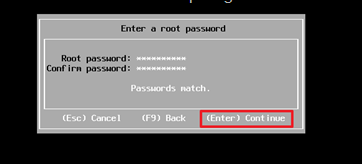 Enter a root password
Root password: **********
Confirm password: **********
Passwords match.
(Esc) Cancel (F9) Back (Enter) Continue